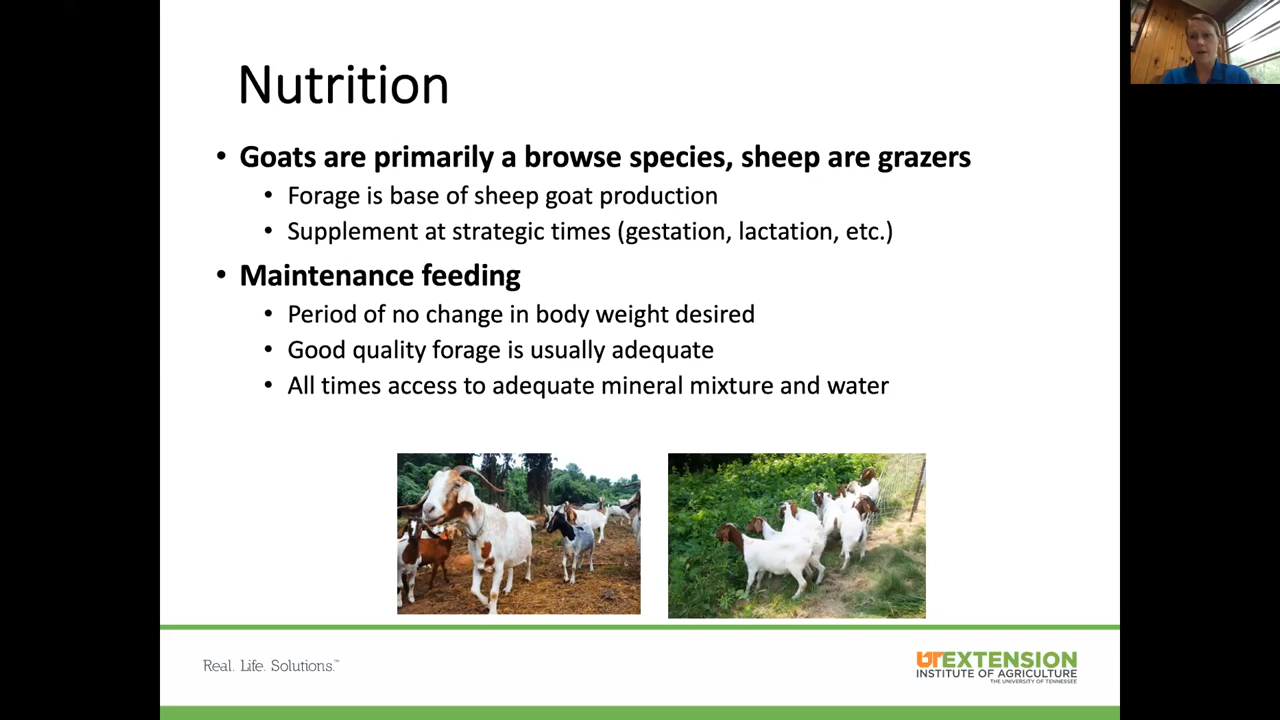 Nutrition
• Goats are primarily a browse species, sheep are grazers
• Forage is base of sheep goat production
• Supplement at strategic times (gestation, lactation, etc.)
• Maintenance feeding
• Period of no change in body weight desired
• Good quality forage is usually adequate
• All times access to adequate mineral mixture and water
Real. Life. Solutions.™
UTEXTENSION
INSTITUTE OF AGRICULTURE
THE UNIVERSITY OF TENNESSEE